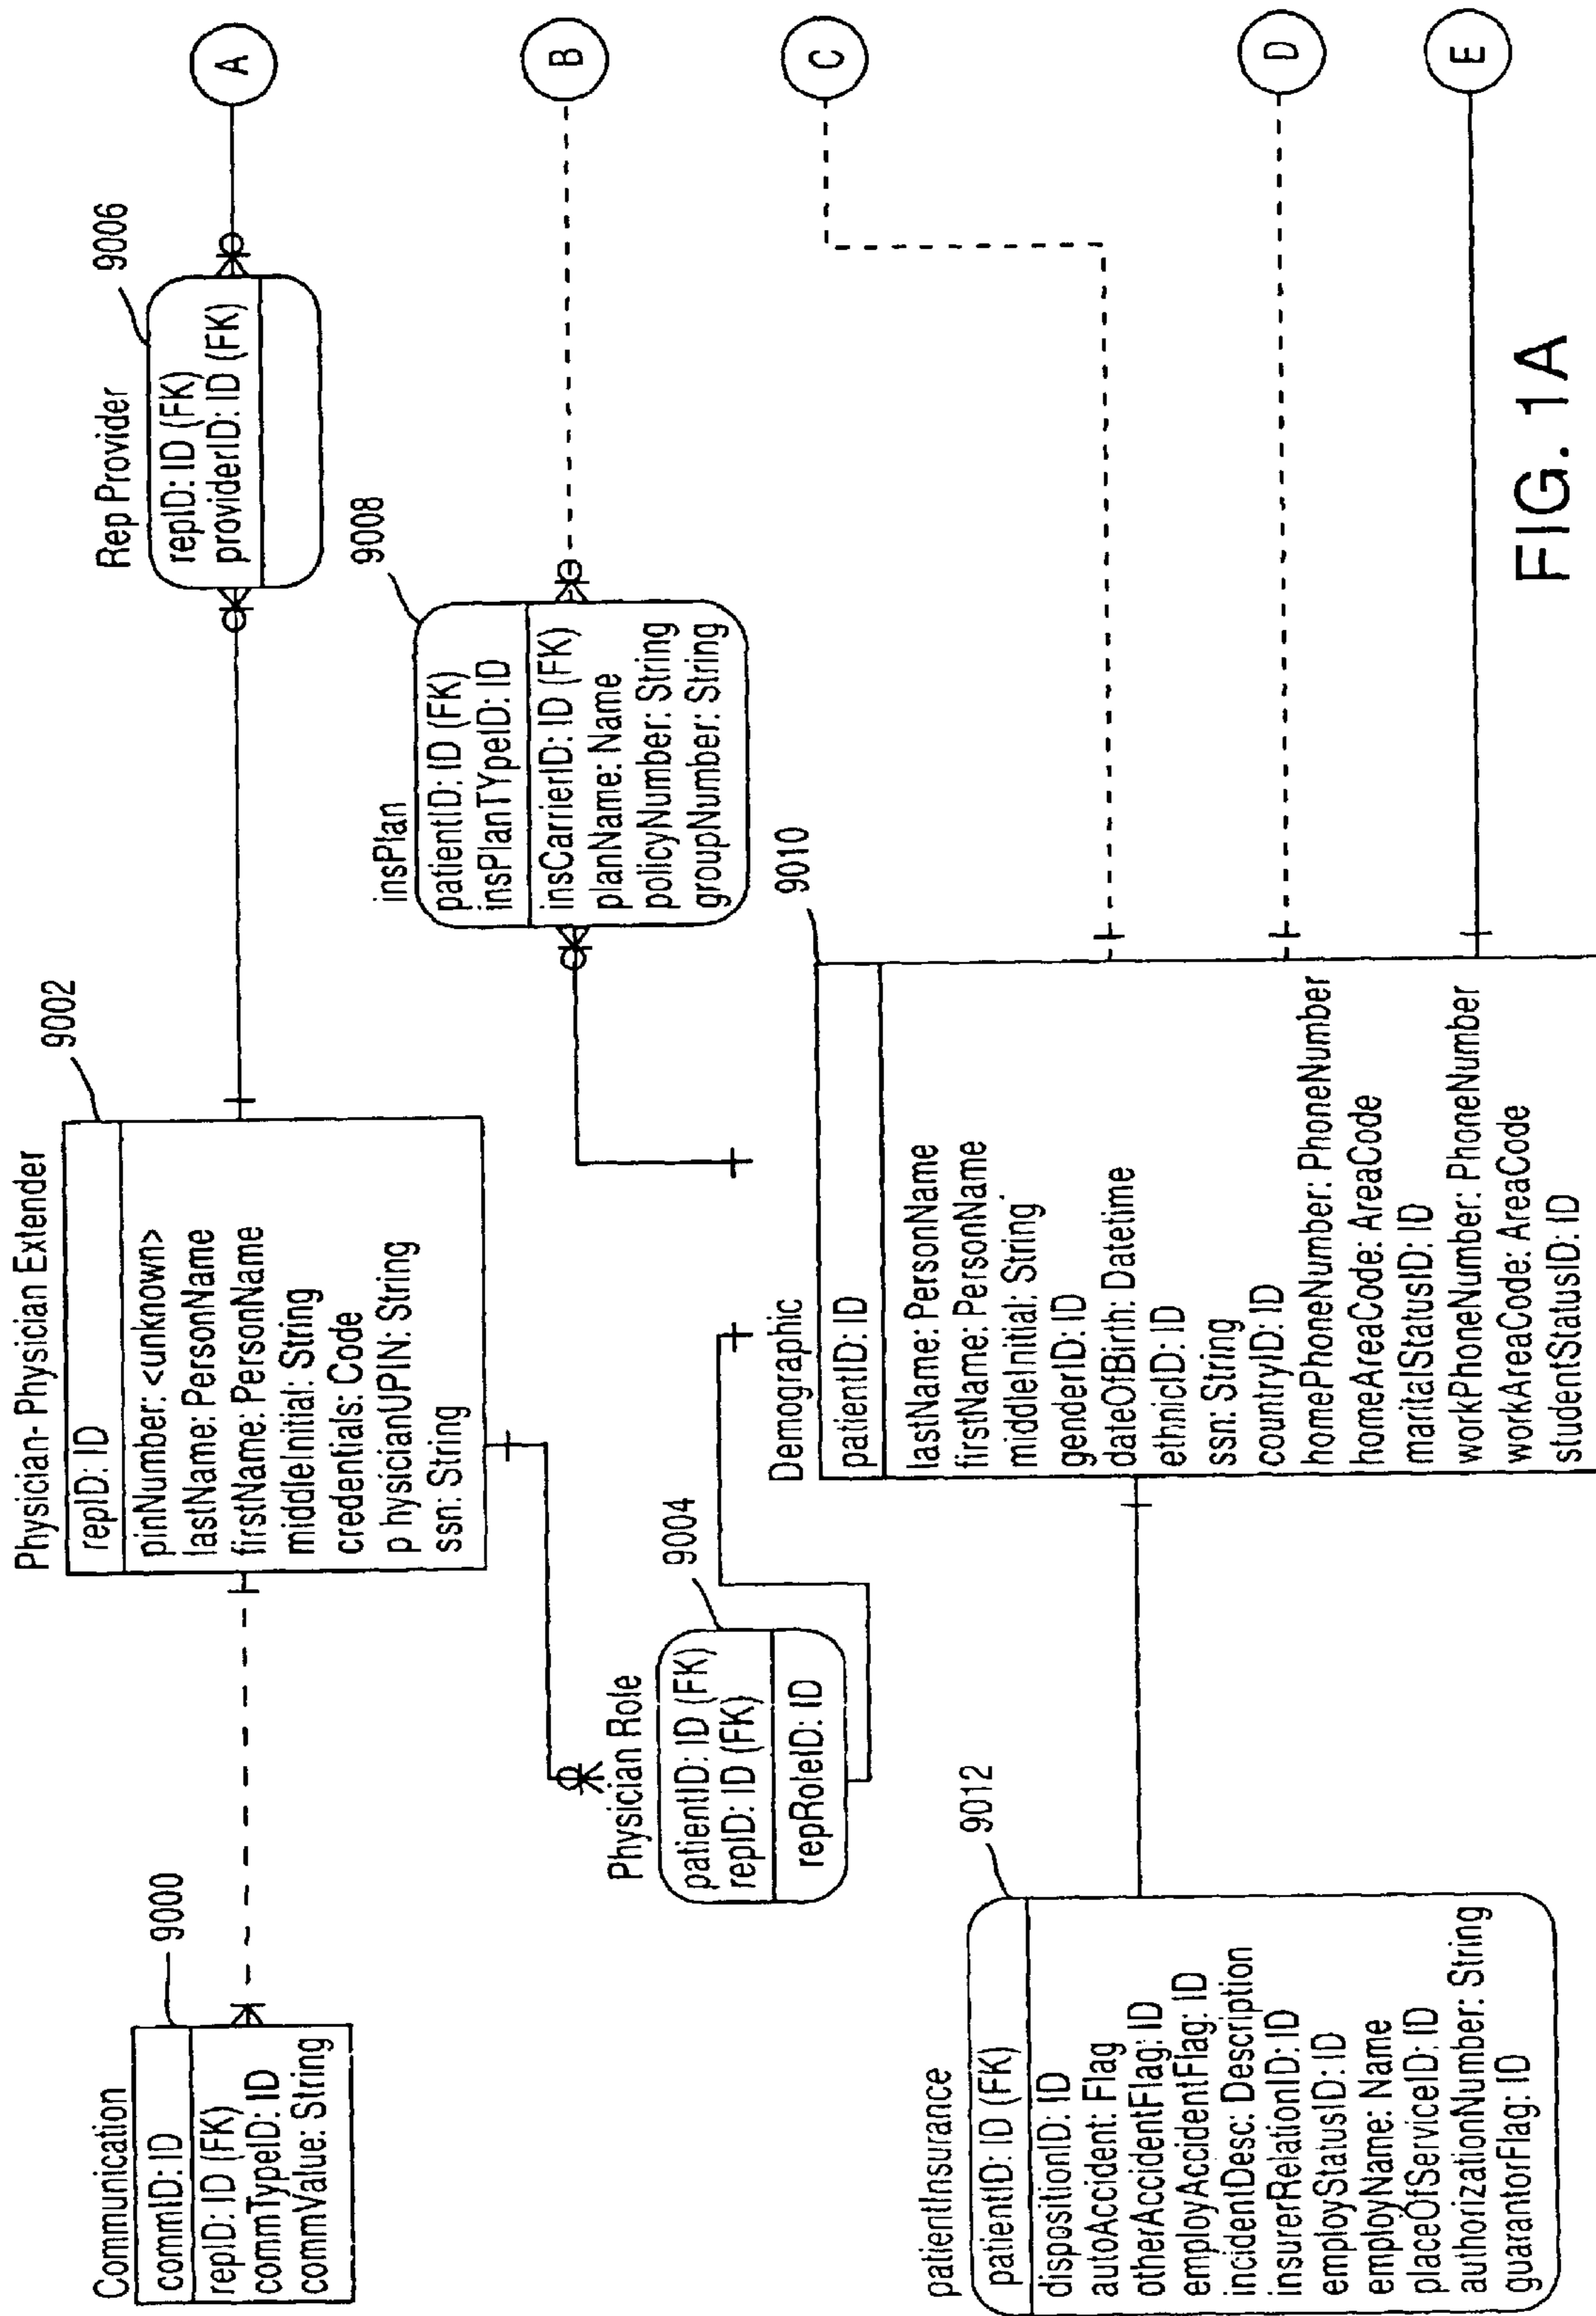 Communication
9000
commID: ID
repID: ID (FK)
commTypeID: ID
commValue: String
Physician- Physician Extender
9002
repID: ID
pinNumber: <unknown>
lastName: PersonName
firstName: PersonName
middleInitial: String
credentials: Code
p hysicianUPIN: String
ssn: String
Rep Provider
9006
repID: ID (FK)
providerID: ID (FK)
A
insPlan
9008
patientID: ID (FK)
insPlanTYpeID: ID
insCarrierID: ID (FK)
planName: Name
policyNumber: String
groupNumber: String
B
Physician Role
9004
patientID: ID (FK)
repID: ID (FK)
repRoleID: ID
Demographic
9010
patientID: ID
lastName: PersonName
firstName: PersonName
middleInitial: String
genderID: ID
dateOfBirth: Datetime
ethnicID: ID
ssn: String
countryID: ID
homePhoneNumber: PhoneNumber
homeAreaCode: AreaCode
maritalStatusID: ID
workPhoneNumber: PhoneNumber
workAreaCode: AreaCode
studentStatusID: ID
C
D
E
patientInsurance
9012
patientID: ID (FK)
dispositionID: ID
autoAccident: Flag
otherAccidentFlag: ID
employAccidentFlag: ID
incidentDesc: Description
insurerRelationID: ID
employStatusID: ID
employName: Name
placeOfServiceID: ID
authorizationNumber: String
guarantorFlag: ID
FIG. 1A